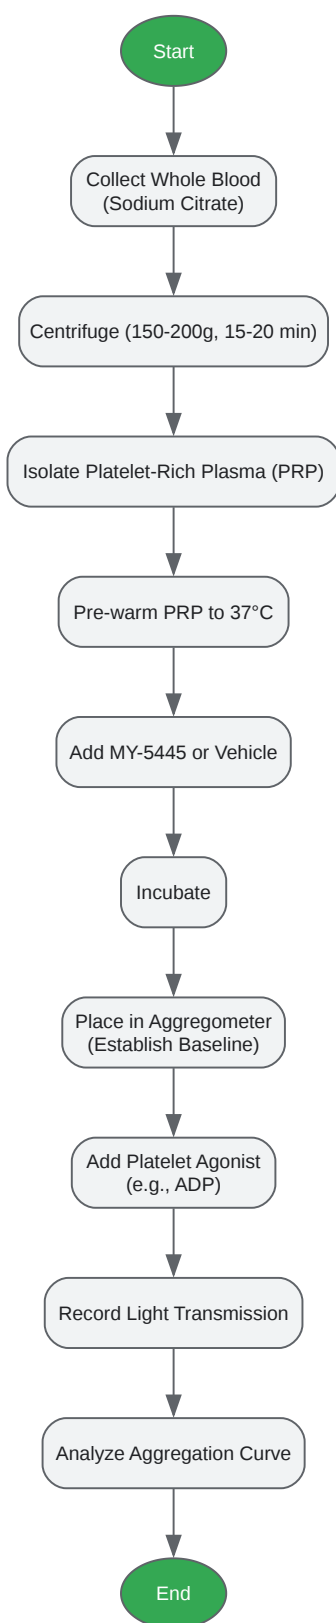 Start
Collect Whole Blood
(Sodium Citrate)
Centrifuge (150-200g, 15-20 min)
Isolate Platelet-Rich Plasma (PRP)
Pre-warm PRP to 37°C
Add MY-5445 or Vehicle
Incubate
Place in Aggregometer
(Establish Baseline)
Add Platelet Agonist
(e.g., ADP)
Record Light Transmission
Analyze Aggregation Curve
End